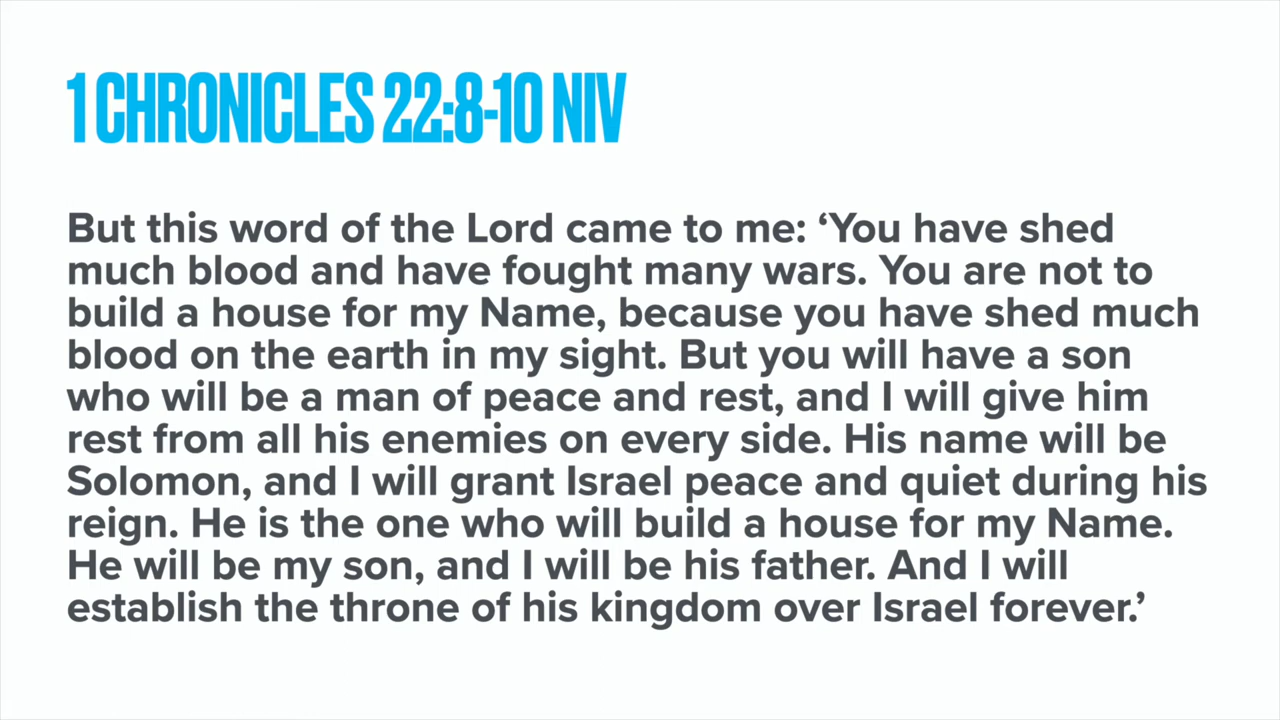 1 CHRONICLES 22:8-10 NIV
But this word of the Lord came to me: ‘You have shed
much blood and have fought many wars. You are not to
build a house for my Name, because you have shed much
blood on the earth in my sight. But you will have a son
who will be a man of peace and rest, and I will give him
rest from all his enemies on every side. His name will be
Solomon, and I will grant Israel peace and quiet during his
reign. He is the one who will build a house for my Name.
He will be my son, and I will be his father. And I will
establish the throne of his kingdom over Israel forever.’